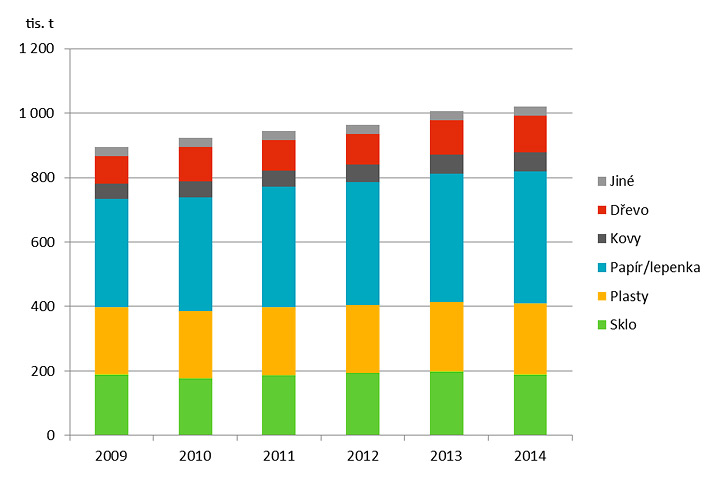 tis. t
1 200
1 000
800
600
400
200
0
2009 2010 2011 2012 2013 2014
Jiné
Dřevo
Kovy
Papír/lepenka
Plasty
Sklo